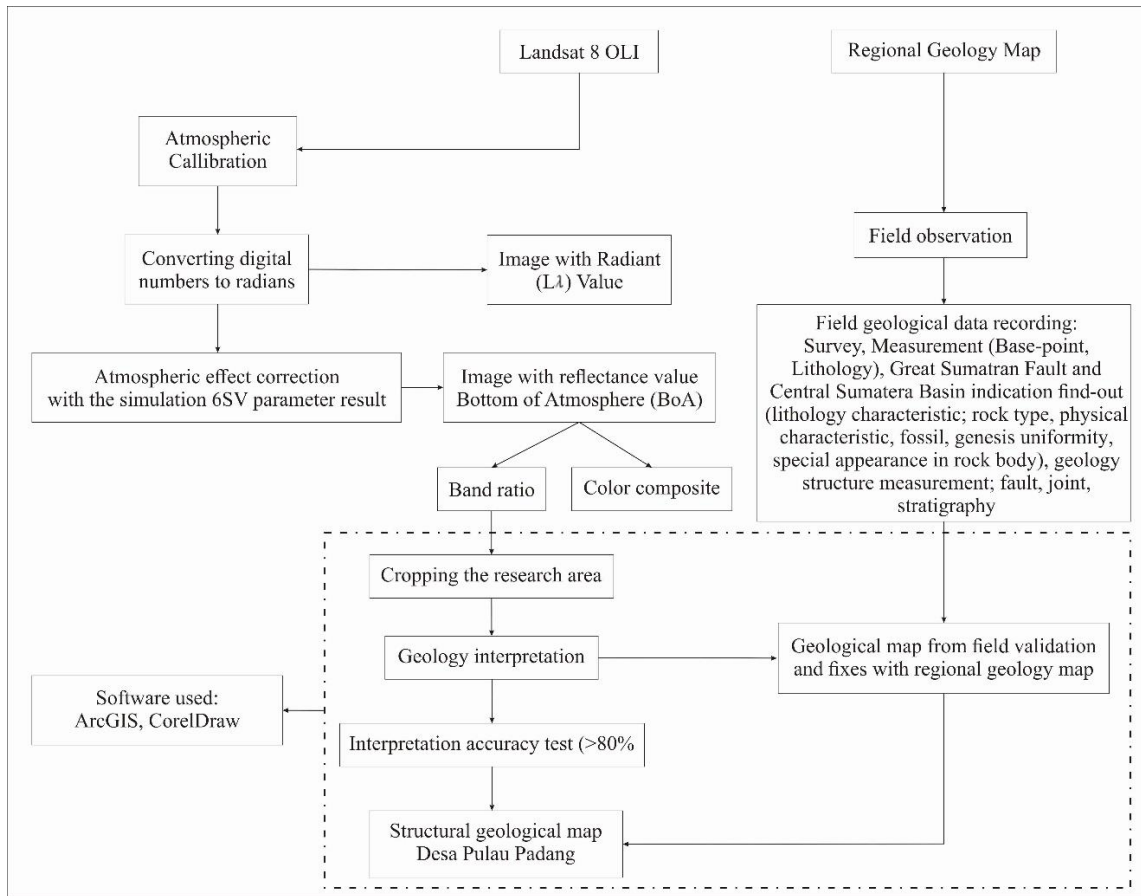 Landsat 8 OLI
Regional Geology Map
Atmospheric
Callibration
Field observation
Converting digital
numbers to radians
Image with Radiant
(Lλ) Value
Field geological data recording:
Survey, Measurement (Base-point,
Lithology), Great Sumatran Fault and
Central Sumatera Basin indication find-out
(lithology characteristic; rock type, physical
characteristic, fossil, genesis uniformity,
special appearance in rock body), geology
structure measurement; fault, joint,
stratigraphy
Atmospheric effect correction
with the simulation 6SV parameter result
Image with reflectance value
Bottom of Atmosphere (BoA)
Band ratio
Color composite
Cropping the research area
Geology interpretation
Geological map from field validation
and fixes with regional geology map
Software used:
ArcGIS, CorelDraw
Interpretation accuracy test (>80%
Structural geological map
Desa Pulau Padang